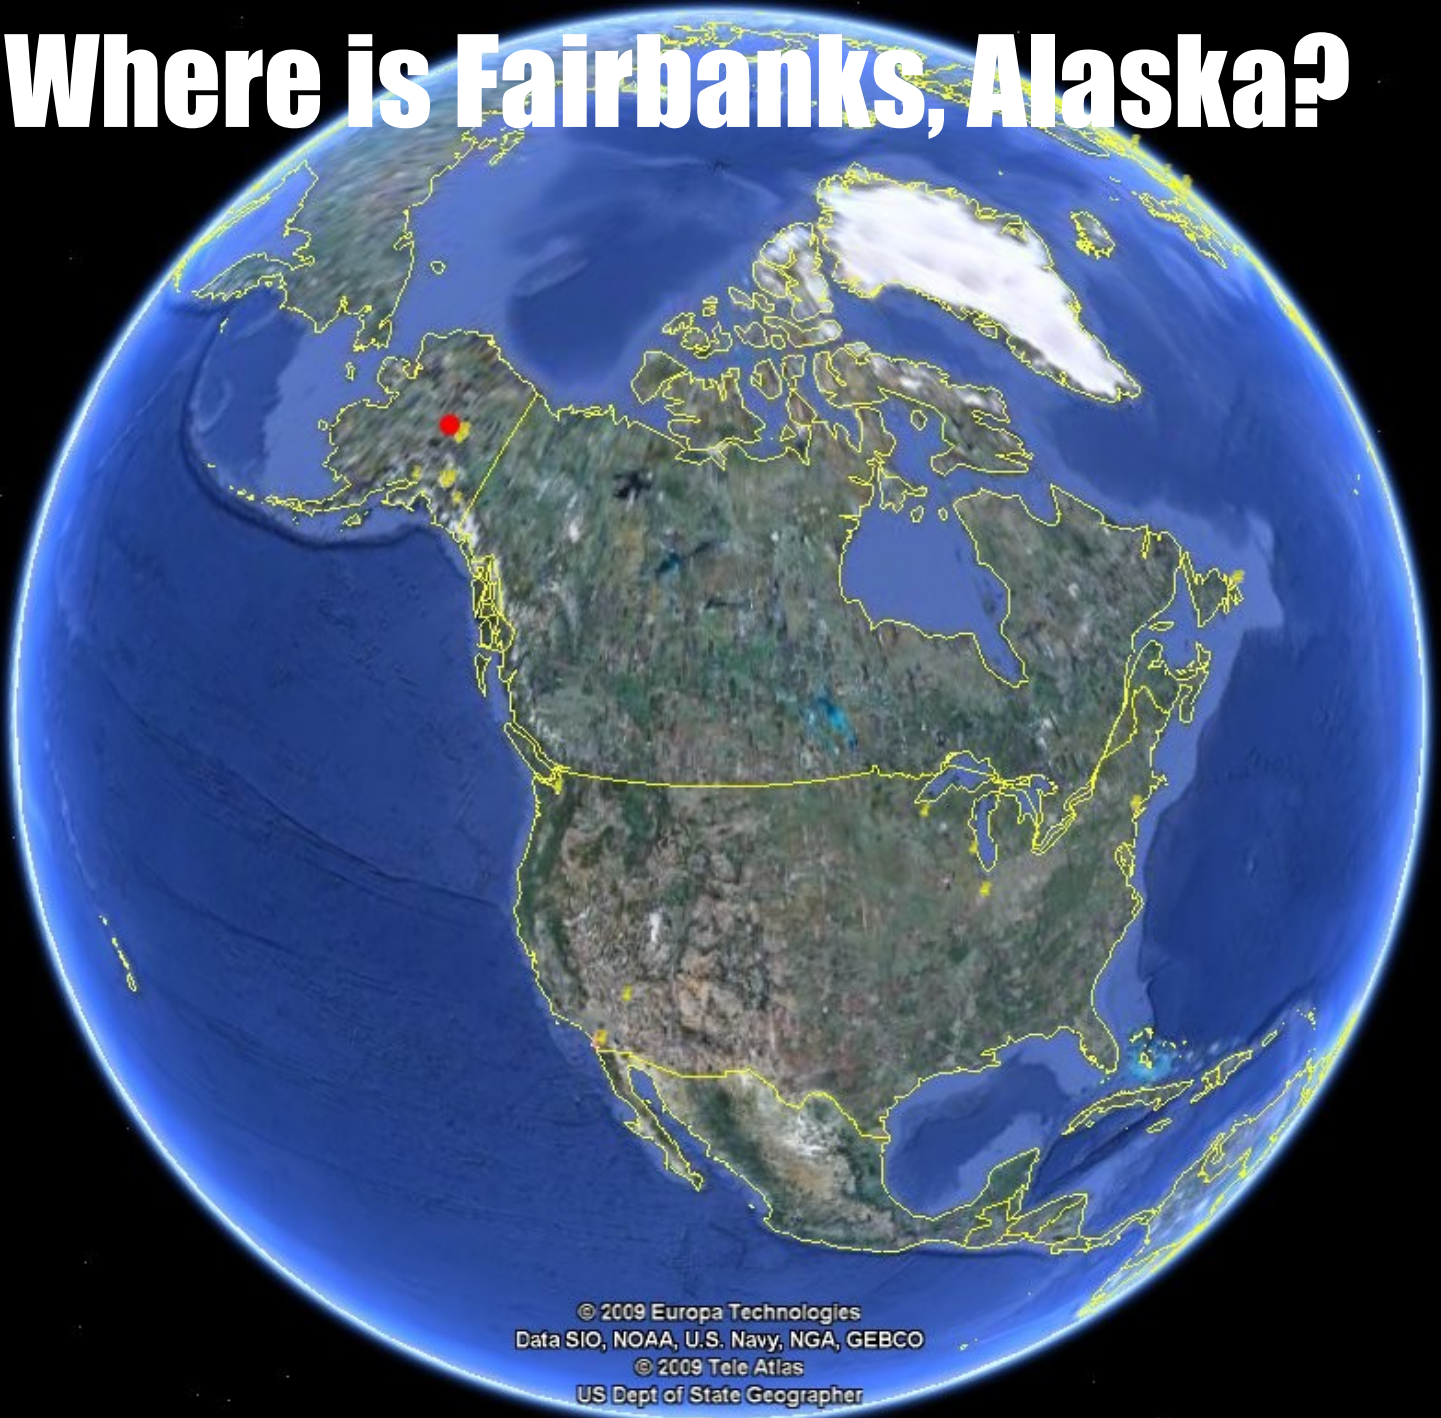 Where is Fairbanks, Alaska?
© 2009 Europa Technologies
Data SIO, NOAA, U.S. Navy, NGA, GEBCO
© 2009 Tele Atlas
US Dept of State Geographer